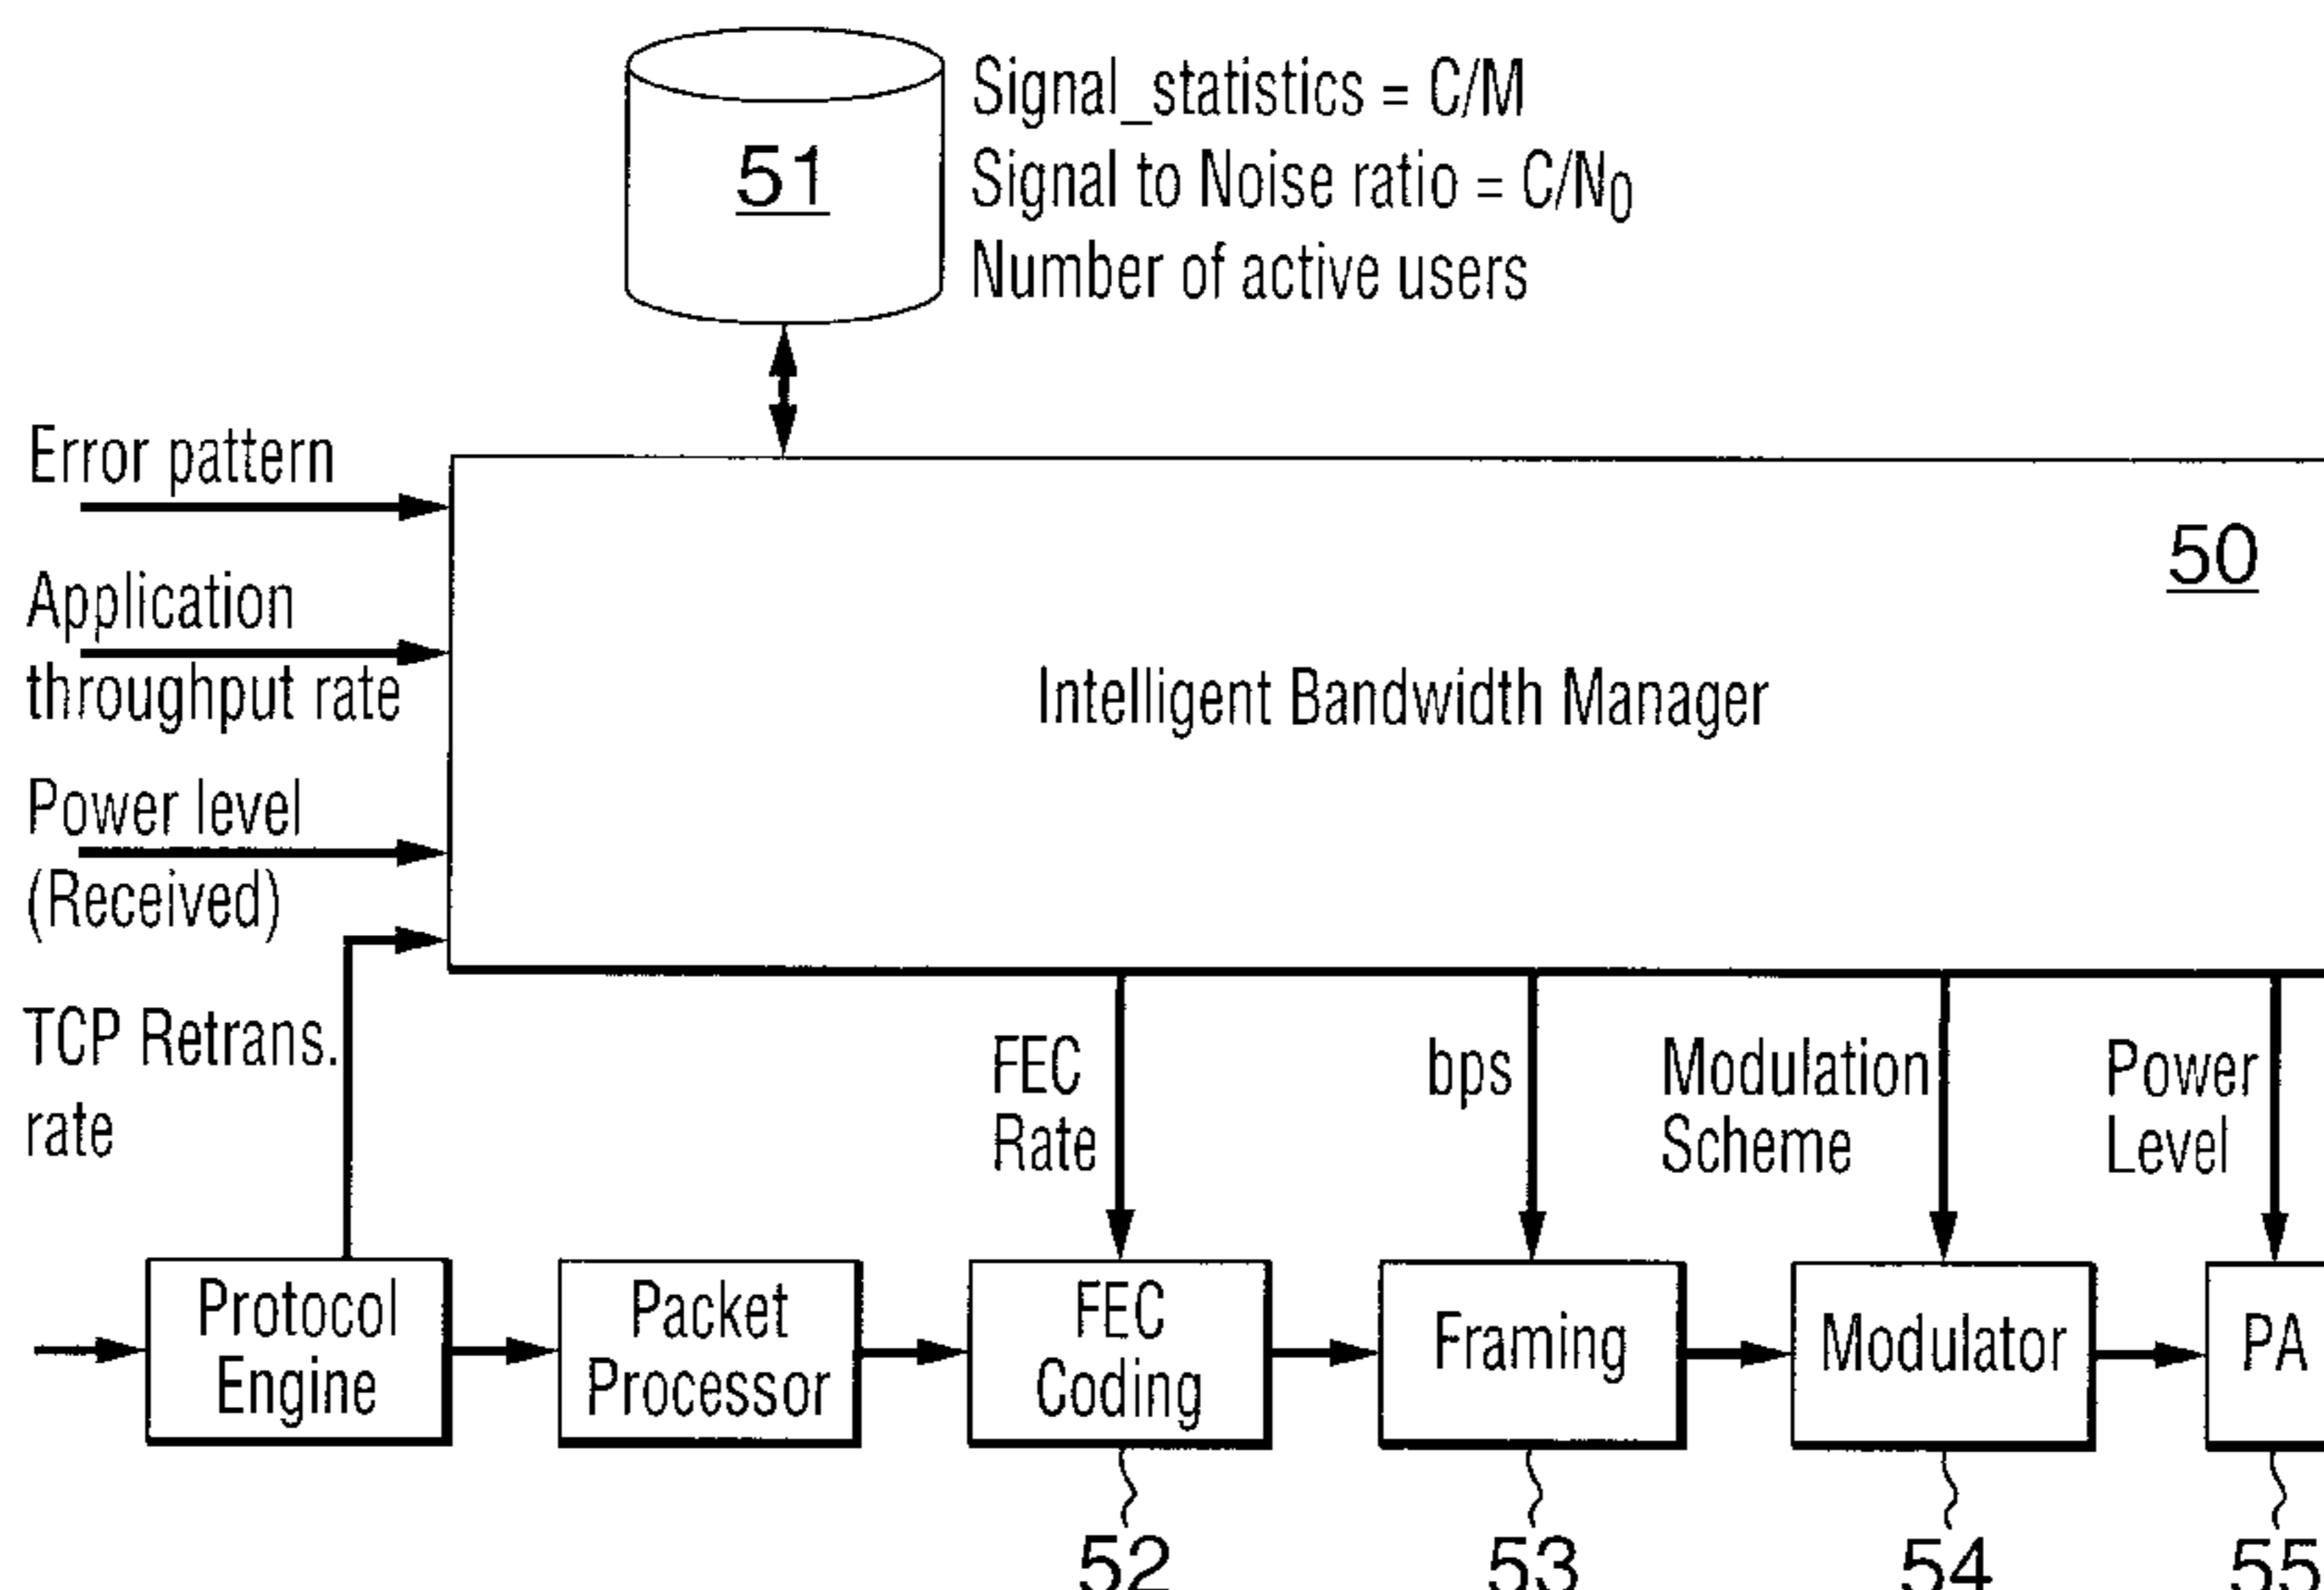 51
Signal_statistics = C/M
Signal to Noise ratio = C/N0
Number of active users
Error pattern
Application
throughput rate
Power level
(Received)
TCP Retrans.
rate
50
Intelligent Bandwidth Manager
FEC
Rate
bps
Modulation
Scheme
Power
Level
Protocol
Engine
Packet
Processor
FEC
Coding
Framing
Modulator
PA
52
53
54
55